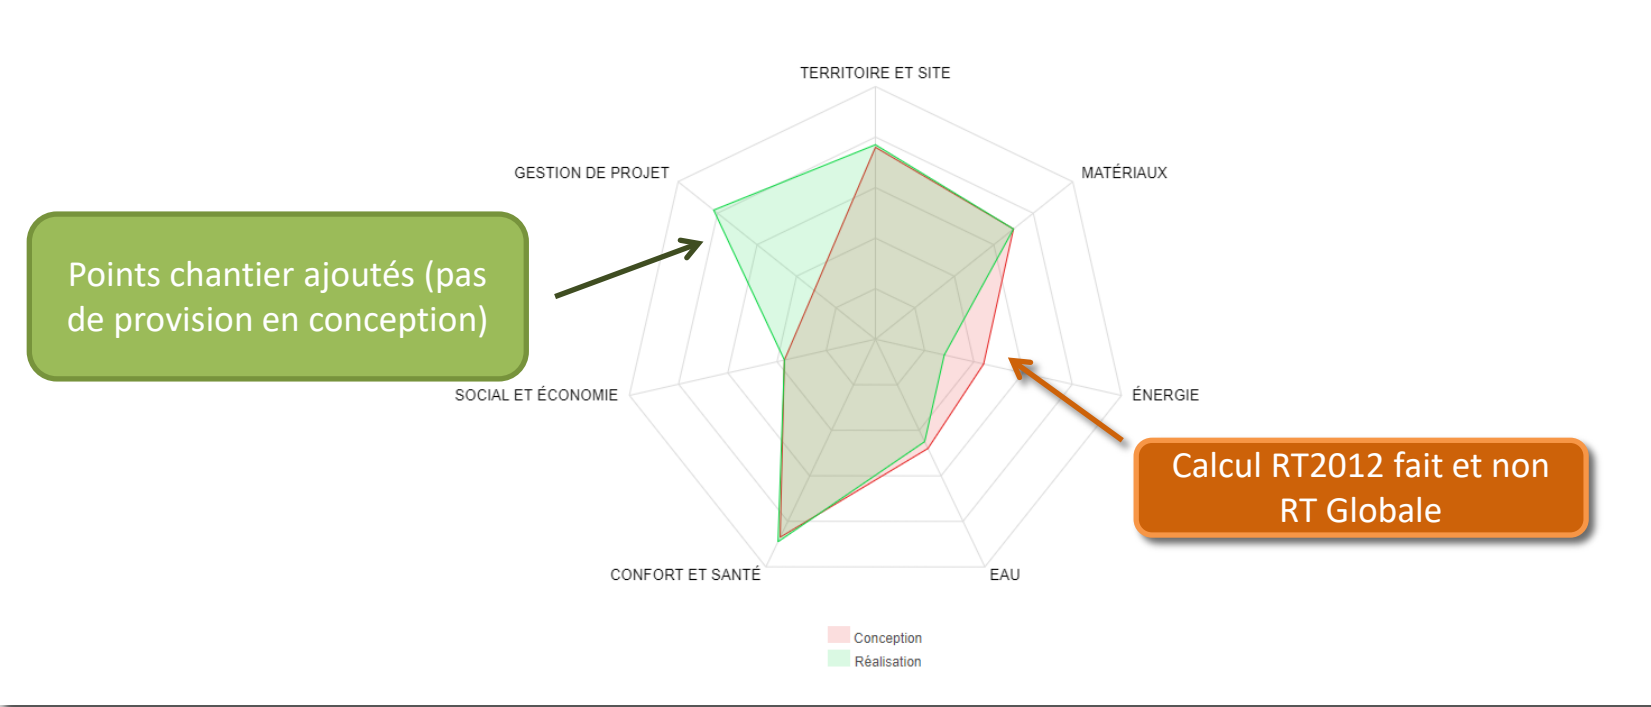 TERRITOIRE ET SITE
GESTION DE PROJET
MATÉRIAUX
Points chantier ajoutés (pas
de provision en conception)
SOCIAL ET ÉCONOMIE
ÉNERGIE
Calcul RT2012 fait et non
RT Globale
CONFORT ET SANTÉ
EAU
Conception
Réalisation